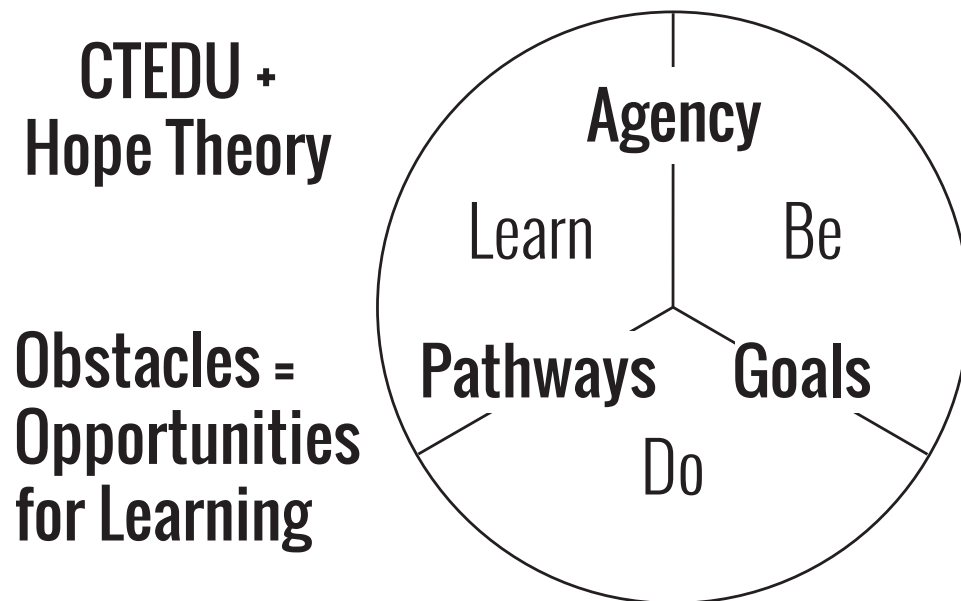 CTEDU +
Hope Theory
Obstacles =
Opportunities
for Learning
Agency
Learn
Be
Pathways
Goals
Do